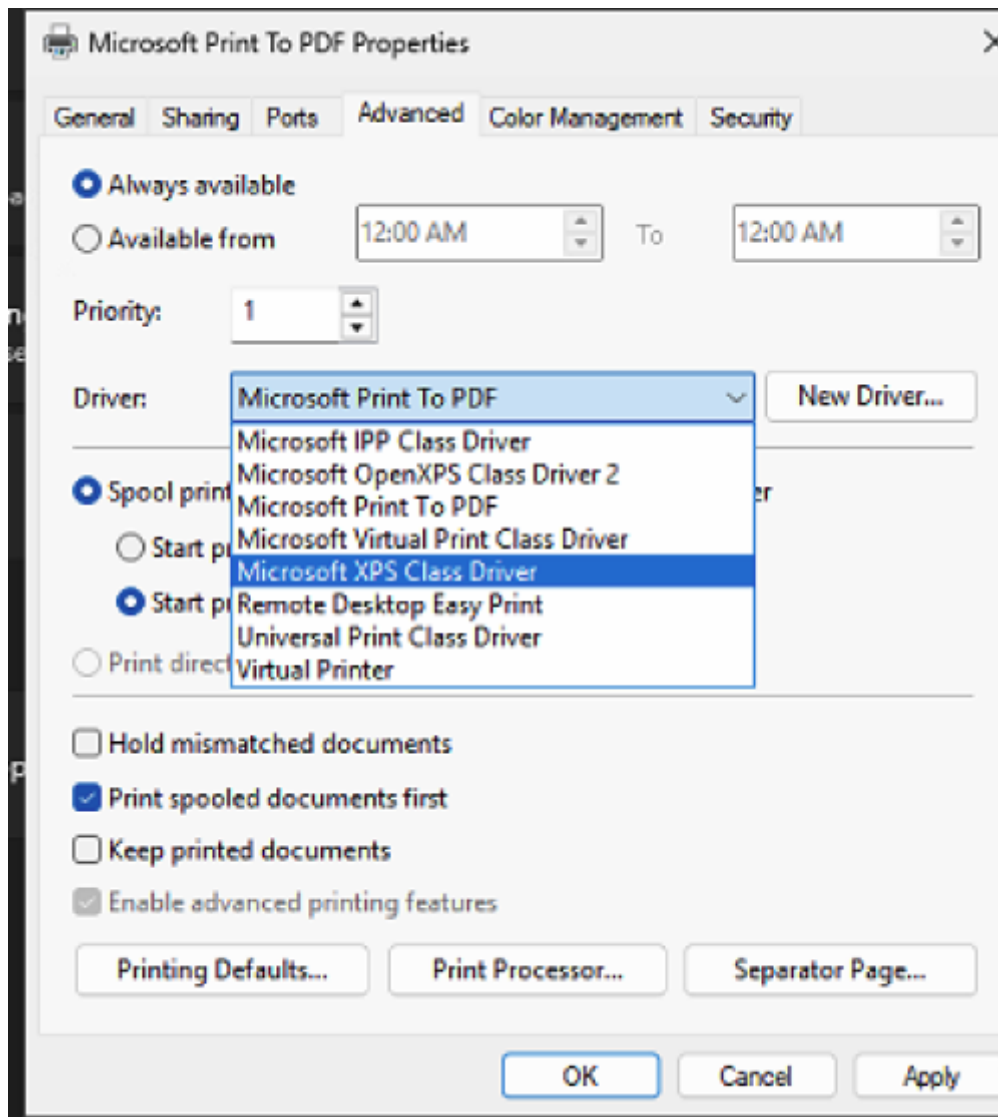 Microsoft Print To PDF Properties
General Sharing Ports Advanced Color Management Security
Always available
Available from 12:00 AM To 12:00 AM
Priority: 1
Driver: Microsoft Print To PDF New Driver...
Microsoft IPP Class Driver
Microsoft OpenXPS Class Driver 2
Microsoft Print To PDF
Spool print er
Microsoft Virtual Print Class Driver
Start p
Microsoft XPS Class Driver
Start p Remote Desktop Easy Print
Universal Print Class Driver
Print direct Virtual Printer
Hold mismatched documents
Print spooled documents first
Keep printed documents
Enable advanced printing features
Printing Defaults... Print Processor... Separator Page...
OK Cancel Apply